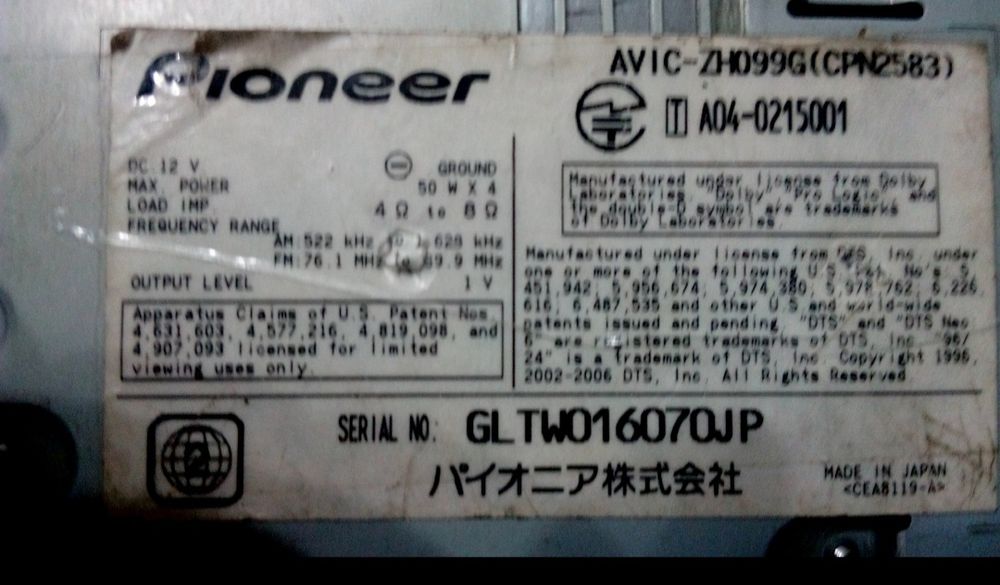 Pioneer
AVIC-ZH099G(CPN2583)
T A04-0215001
DC. 12 V ⊖ GROUND
MAX. POWER 50 W X 4
LOAD IMP 4 Ω to 8 Ω
FREQUENCY RANGE
AM:522 kHz to 1,629 kHz
FM:76.1 MHz to 89.9 MHz
OUTPUT LEVEL 1 V
Apparatus Claims of U.S. Patent Nos.
4,631,603, 4,577,216, 4,819,098, and
4,907,093 licensed for limited
viewing uses only.
Manufactured under license from Dolby
Laboratories. "Dolby", "Pro Logic", and
the double-D symbol are trademarks
of Dolby Laboratories.
Manufactured under license from DTS, Inc. under
one or more of the following U.S. Pat. No's. 5,
451,942, 5,956,674, 5,974,380, 5,978,762, 6,226,
616, 6,487,535 and other U.S and world-wide
patents issued and pending. "DTS" and "DTS Neo
6" are registered trademarks of DTS, Inc. "96/
24" is a Trademark of DTS, Inc. Copyright 1996,
2002-2006 DTS, Inc. All Rights Reserved.
2
SERIAL NO: GLTW016070JP
パイオニア株式会社
MADE IN JAPAN
<CEA8119-A>